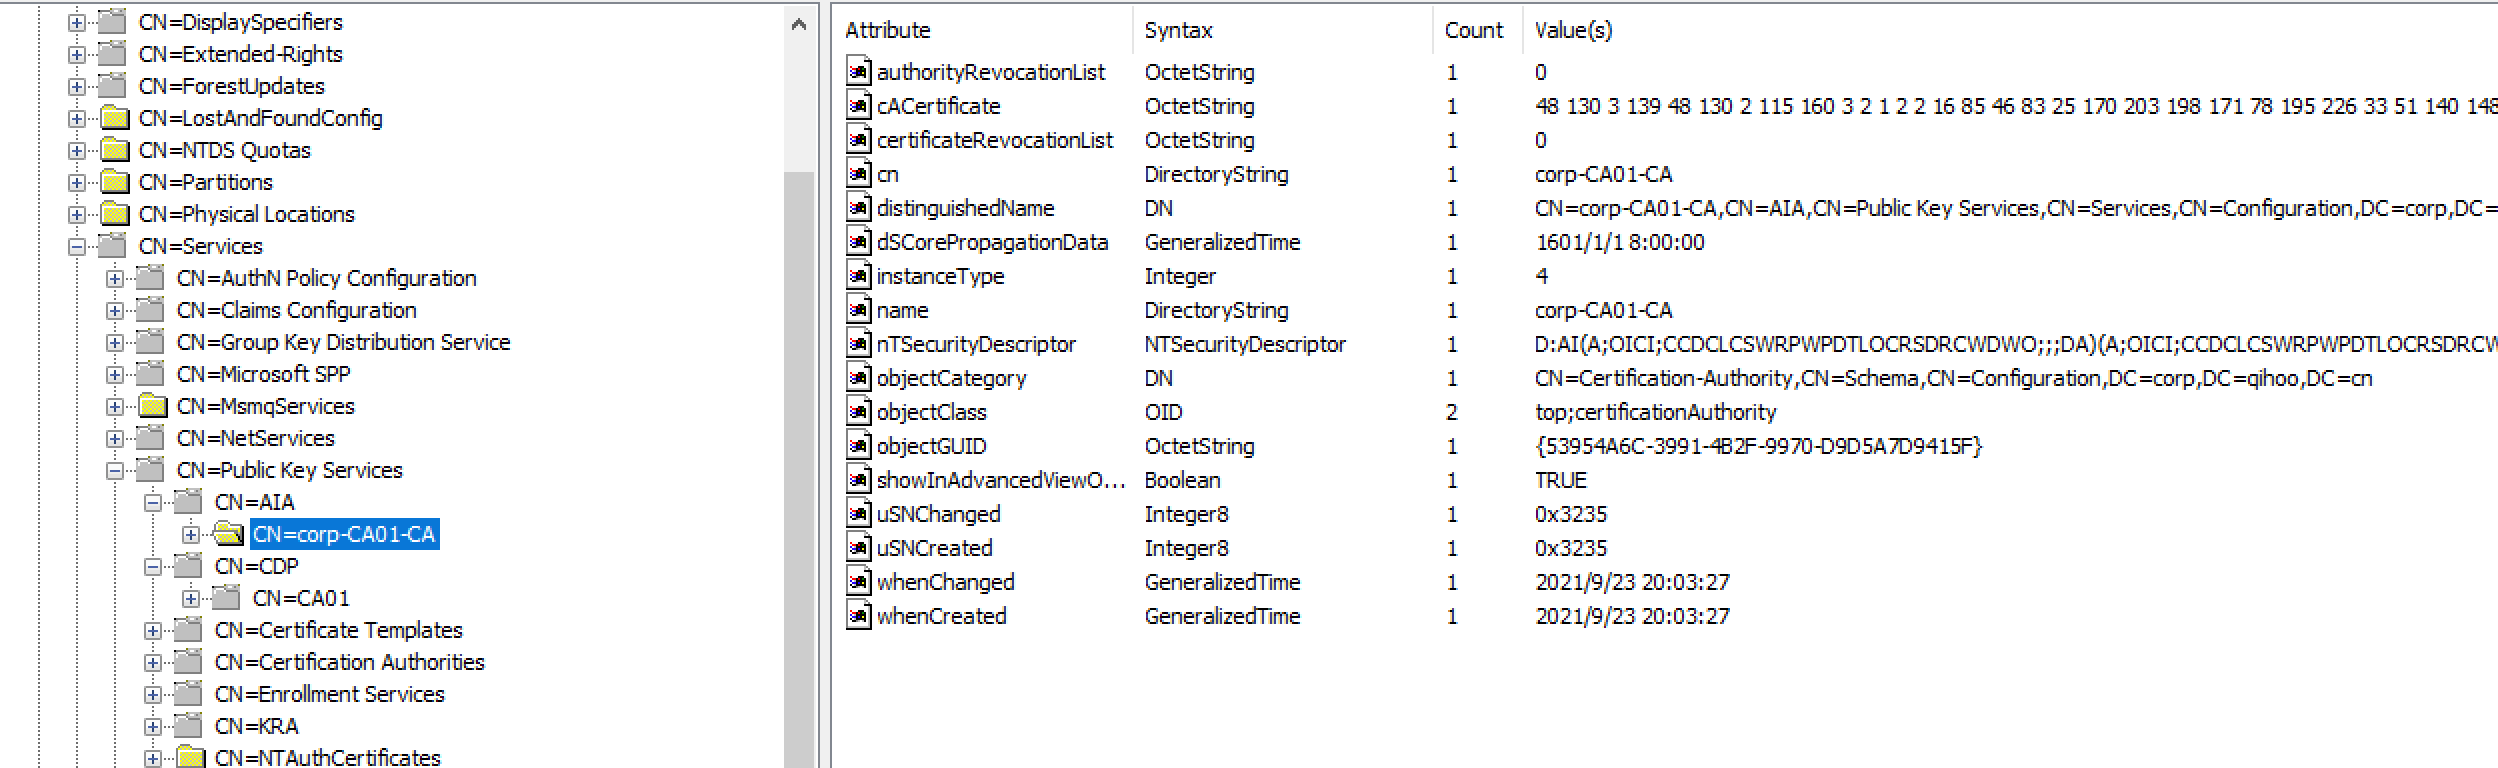 CN=DisplaySpecifiers
CN=Extended-Rights
CN=ForestUpdates
CN=LostAndFoundConfig
CN=NTDS Quotas
CN=Partitions
CN=Physical Locations
CN=Services
CN=AuthN Policy Configuration
CN=Claims Configuration
CN=Group Key Distribution Service
CN=Microsoft SPP
CN=MsmqServices
CN=NetServices
CN=Public Key Services
CN=AIA
CN=corp-CA01-CA
CN=CDP
CN=CA01
CN=Certificate Templates
CN=Certification Authorities
CN=Enrollment Services
CN=KRA
CN=NTAuthCertificates
Attribute Syntax Count Value(s)
authorityRevocationList OctetString 1 0
cACertificate OctetString 1 48 130 3 139 48 130 2 115 160 3 2 1 2 2 16 85 46 83 25 170 203 198 171 78 195 226 33 51 140 148
certificateRevocationList OctetString 1 0
cn DirectoryString 1 corp-CA01-CA
distinguishedName DN 1 CN=corp-CA01-CA,CN=AIA,CN=Public Key Services,CN=Services,CN=Configuration,DC=corp,DC=
dSCorePropagationData GeneralizedTime 1 1601/1/1 8:00:00
instanceType Integer 1 4
name DirectoryString 1 corp-CA01-CA
nTSecurityDescriptor NTSecurityDescriptor 1 D:AI(A;OICI;CCDCLCSWRPWPDTLOCRSDRCWDWO;;;DA)(A;OICI;CCDCLCSWRPWPDTLOCRSDRCW
objectCategory DN 1 CN=Certification-Authority,CN=Schema,CN=Configuration,DC=corp,DC=qihoo,DC=cn
objectClass OID 2 top;certificationAuthority
objectGUID OctetString 1 {53954A6C-3991-4B2F-9970-D9D5A7D9415F}
showInAdvancedViewO... Boolean 1 TRUE
uSNChanged Integer8 1 0x3235
uSNCreated Integer8 1 0x3235
whenChanged GeneralizedTime 1 2021/9/23 20:03:27
whenCreated GeneralizedTime 1 2021/9/23 20:03:27